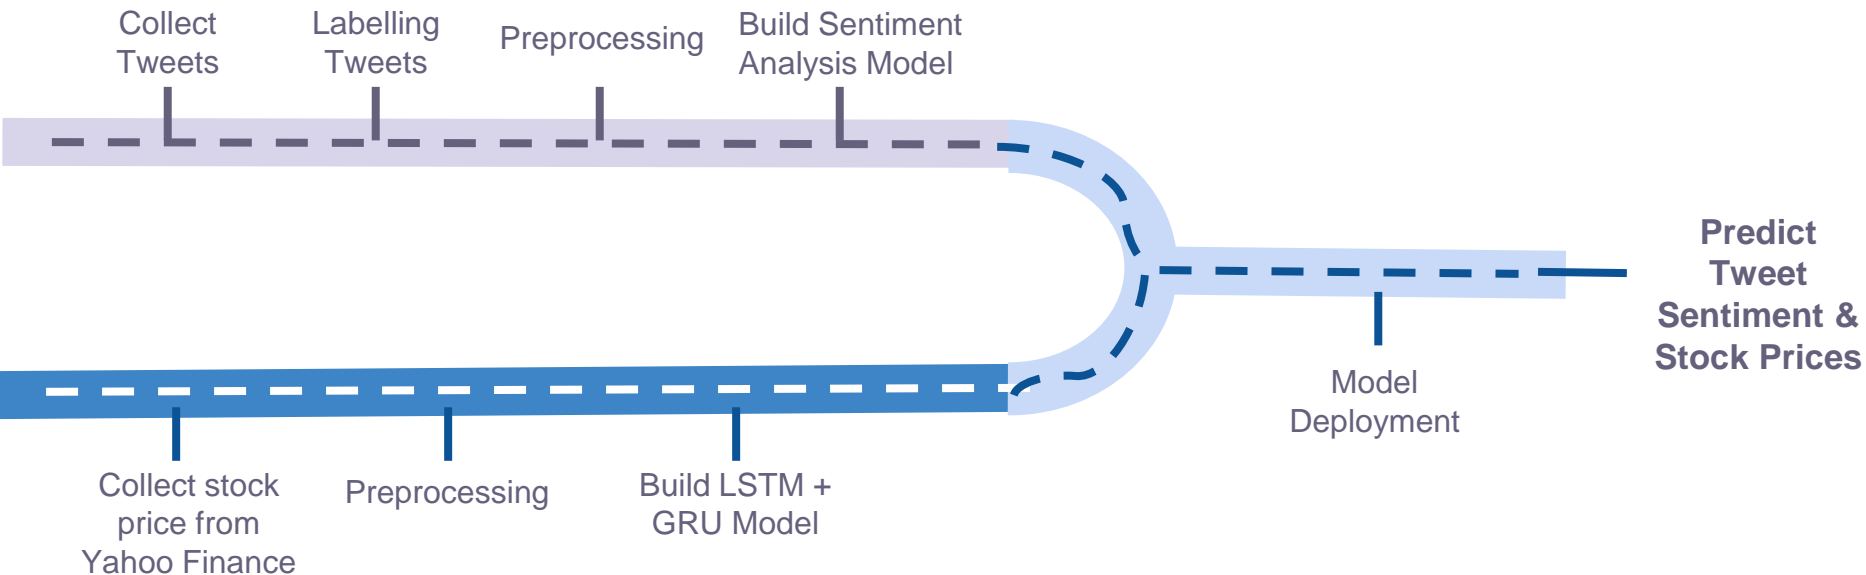 Collect
Tweets
Labelling
Tweets
Preprocessing
Build Sentiment
Analysis Model
Predict
Tweet
Sentiment &
Stock Prices
Model
Deployment
Collect stock
price from
Yahoo Finance
Preprocessing
Build LSTM +
GRU Model